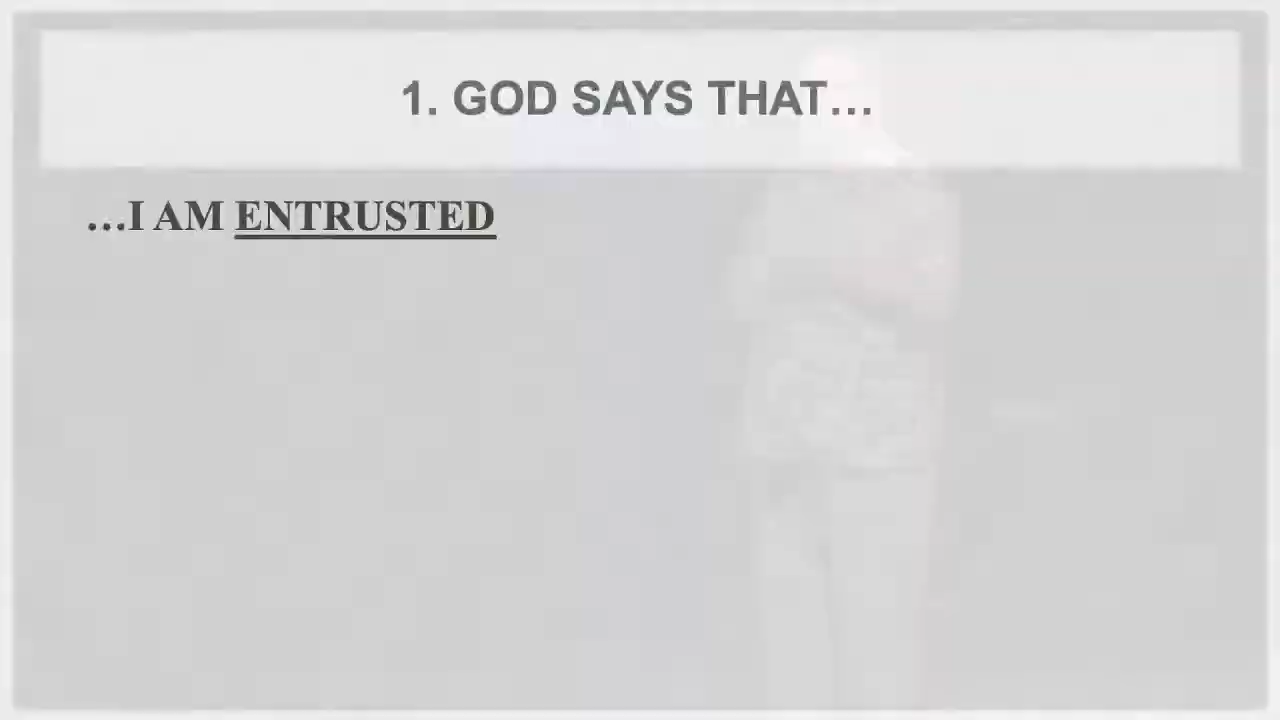 1. GOD SAYS THAT…
…I AM ENTRUSTED